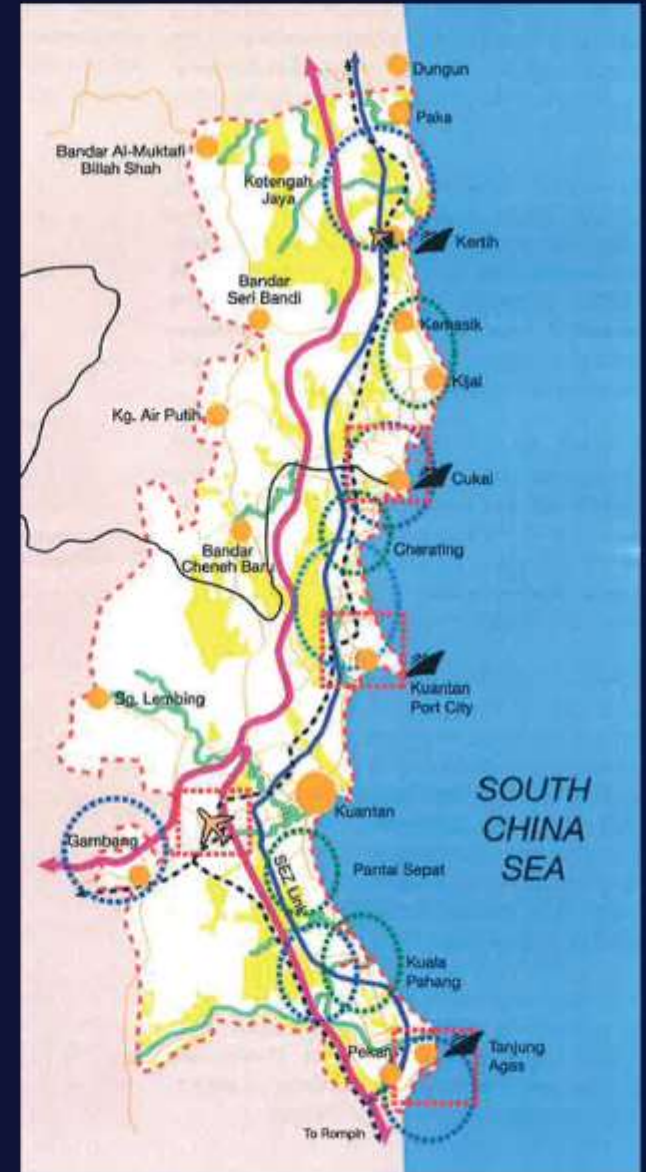 Dungun
Paka
Bandar Al-Muktafi
Billah Shah
Ketengah
Jaya
Kertih
Bandar
Seri Bandi
Kemasik
Kijal
Kg. Air Putih
Cukai
Bandar
Cheneh Baru
Cherating
Sg. Lembing
Kuantan
Port City
SOUTH
CHINA
SEA
Kuantan
Gambang
Pantai Sepat
SEZ Link
Kuala
Pahang
Pekan
Tanjung
Agas
To Rompin